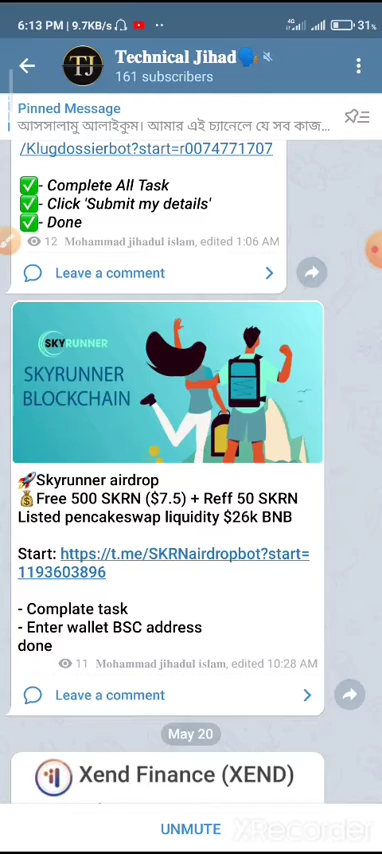 6:13 PM | 9.7KB/s
4G
31%
Technical Jihad🗣️
161 subscribers
TJ
Pinned Message
আসসালামু আলাইকুম। আমার এই চ্যানেলে যে সব কাজ...
/Klugdossierbot?start=r0074771707
✅- Complete All Task
✅- Click 'Submit my details'
✅- Done
12 Mohammad jihadul islam, edited 1:06 AM
Leave a comment
SKYRUNNER
SKYRUNNER
BLOCKCHAIN
🚀Skyrunner airdrop
💰Free 500 SKRN ($7.5) + Reff 50 SKRN
Listed pencakeswap liquidity $26k BNB
Start: https://t.me/SKRNairdropbot?start=
1193603896
- Complate task
- Enter wallet BSC address
done
11 Mohammad jihadul islam, edited 10:28 AM
Leave a comment
May 20
Xend Finance (XEND)
UNMUTE
XRecorder